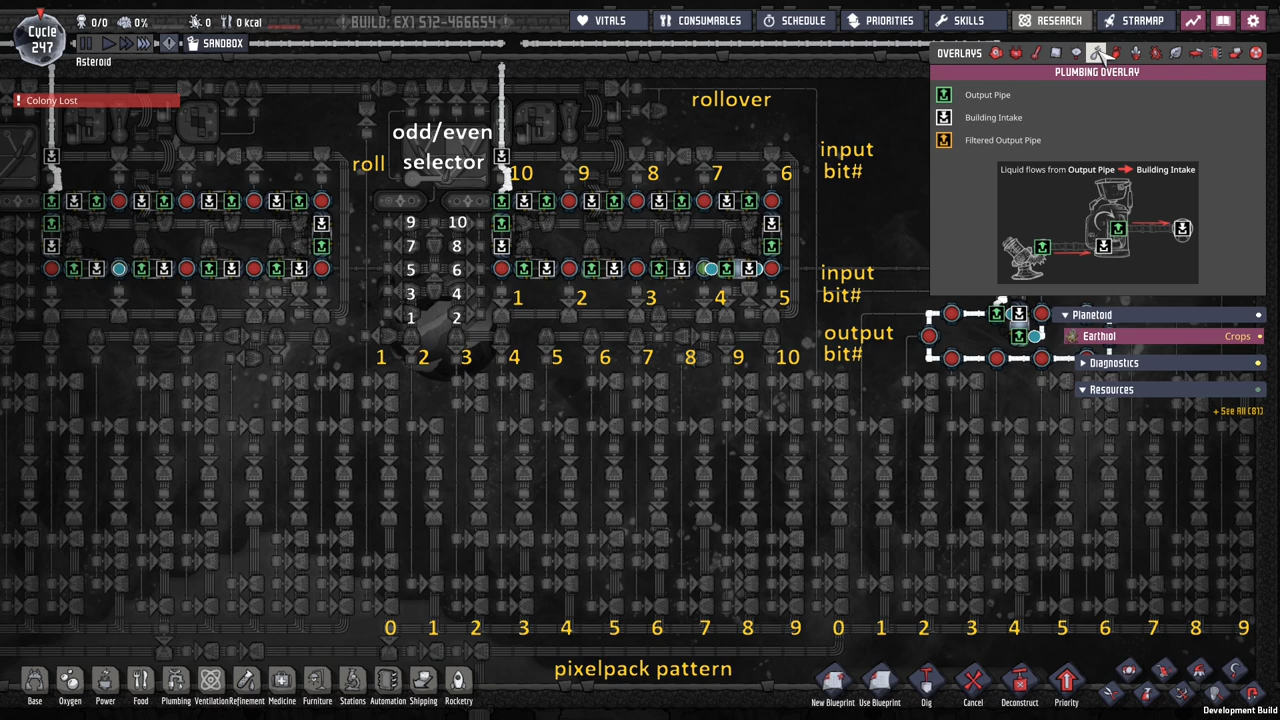 Cycle
247
0/0
0%
0
0 kcal
! BUILD: EX1 S12-466654 !
VITALS
CONSUMABLES
SCHEDULE
PRIORITIES
SKILLS
RESEARCH
STARMAP
SANDBOX
Asteroid
! Colony Lost
OVERLAYS
PLUMBING OVERLAY
Output Pipe
Building Intake
Filtered Output Pipe
Liquid flows from Output Pipe Building Intake
rollover
roll
odd/even
selector
input
bit#
10 9 8 7 6
9 10
7 8
5 6
3 4
1 2
input
bit#
1 2 3 4 5
output
bit#
1 2 3 4 5 6 7 8 9 10
Planetoid
Earthiol Crops
Diagnostics
Resources
+ See All (81)
0 1 2 3 4 5 6 7 8 9 0 1 2 3 4 5 6 7 8 9
pixelpack pattern
Base
Oxygen
Power
Food
Plumbing
Ventilation
Refinement
Medicine
Furniture
Stations
Automation
Shipping
Rocketry
New Blueprint
Use Blueprint
Dig
Cancel
Deconstruct
Priority
Development Build